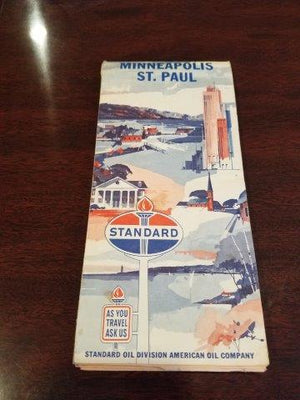 MINNEAPOLIS
ST. PAUL
STANDARD
AS YOU
TRAVEL
ASK US
STANDARD OIL DIVISION AMERICAN OIL COMPANY